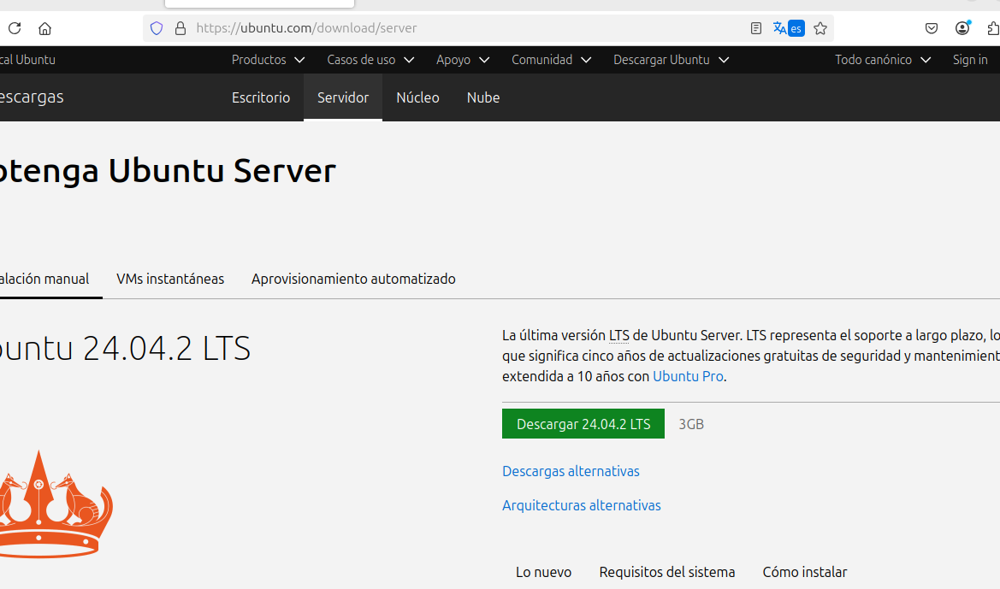 https://ubuntu.com/download/server
es
cal Ubuntu Productos Casos de uso Apoyo Comunidad Descargar Ubuntu Todo canónico Sign in
escargas Escritorio Servidor Núcleo Nube
btenga Ubuntu Server
alación manual VMs instantáneas Aprovisionamiento automatizado
buntu 24.04.2 LTS
La última versión LTS de Ubuntu Server. LTS representa el soporte a largo plazo, lo
que significa cinco años de actualizaciones gratuitas de seguridad y mantenimient
extendida a 10 años con Ubuntu Pro.
Descargar 24.04.2 LTS 3GB
Descargas alternativas
Arquitecturas alternativas
Lo nuevo Requisitos del sistema Cómo instalar